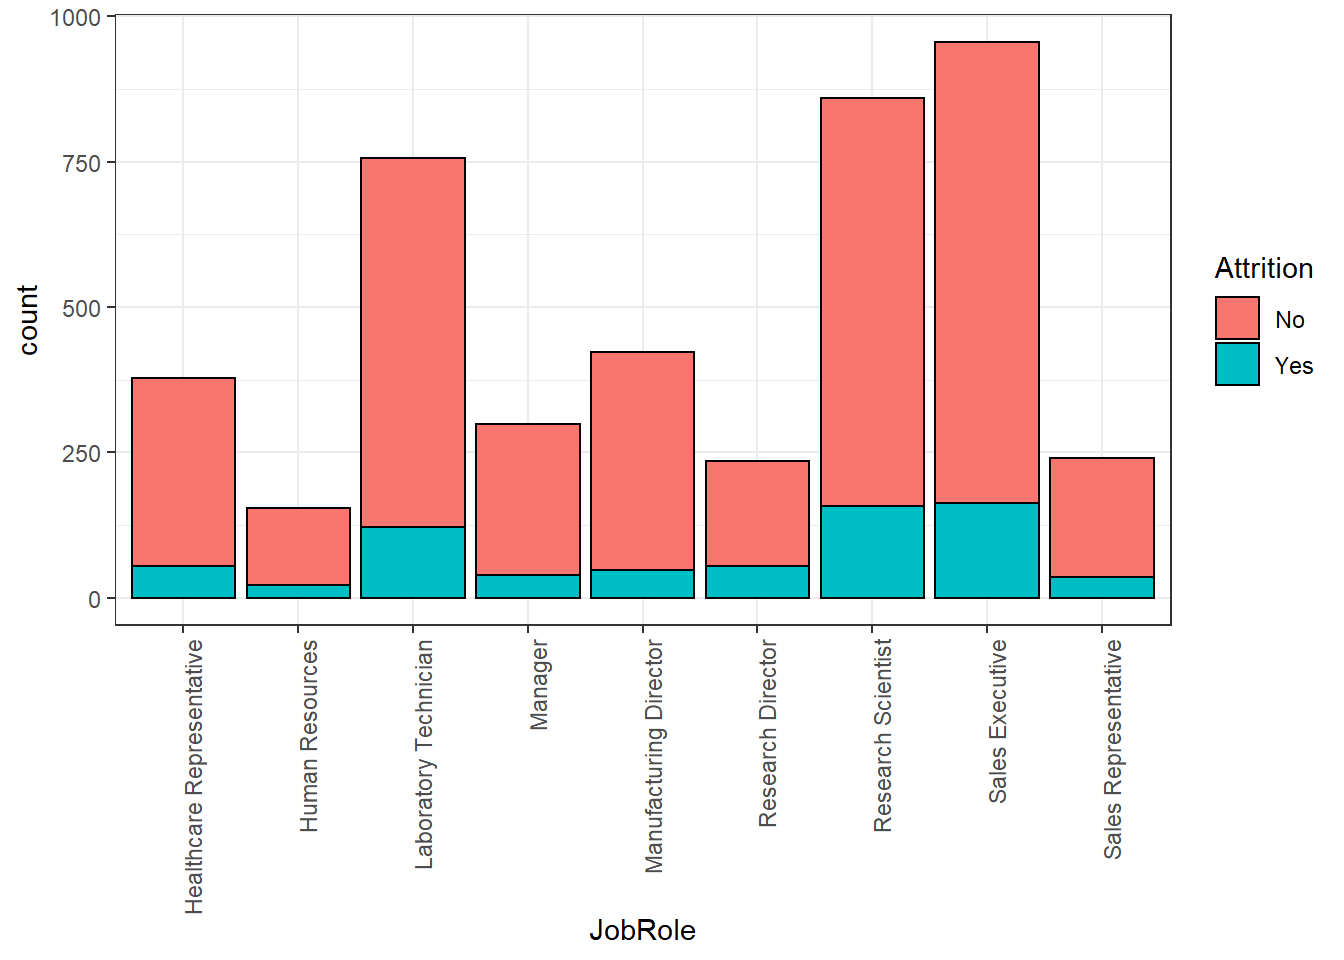 1000
750
500
250
0
count
Healthcare Representative
Human Resources
Laboratory Technician
Manager
Manufacturing Director
Research Director
Research Scientist
Sales Executive
Sales Representative
JobRole
Attrition
No
Yes